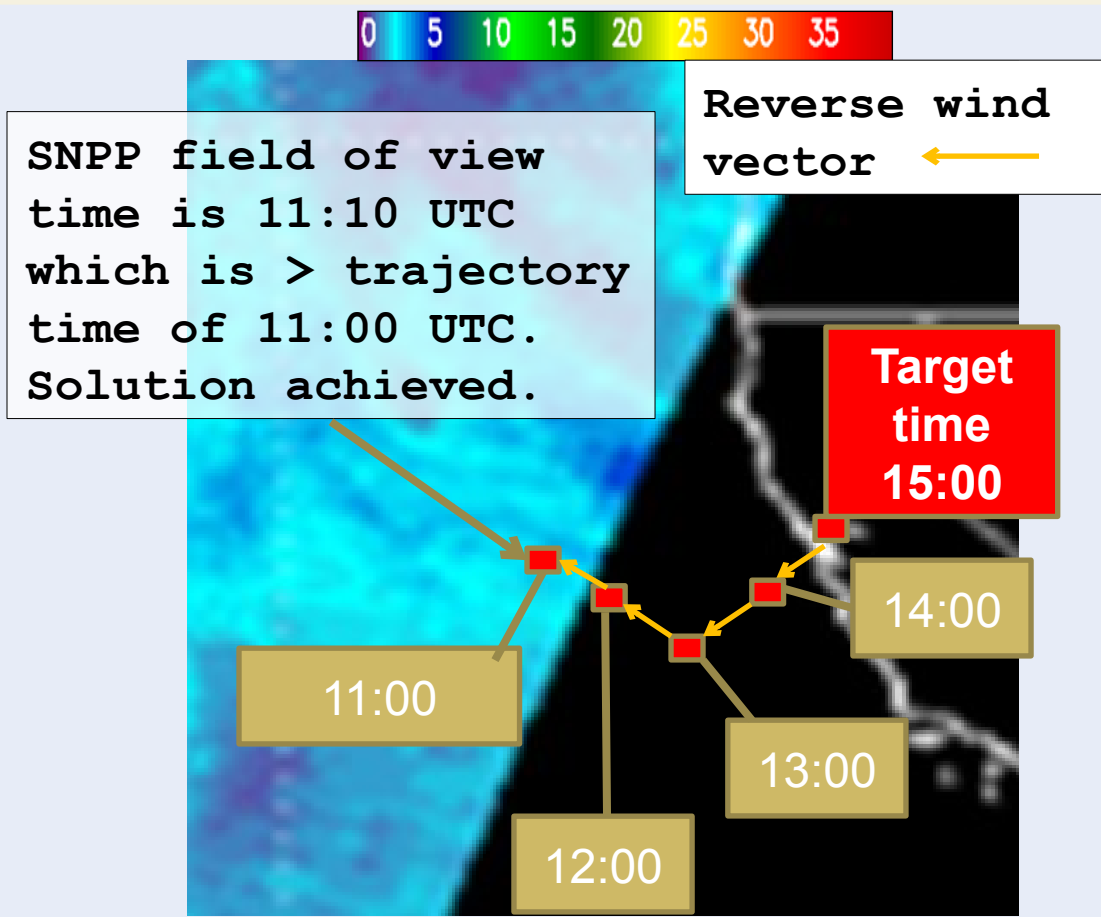 0 5 10 15 20 25 30 35
Reverse wind
vector
SNPP field of view
time is 11:10 UTC
which is > trajectory
time of 11:00 UTC.
Solution achieved.
Target
time
15:00
14:00
11:00
13:00
12:00